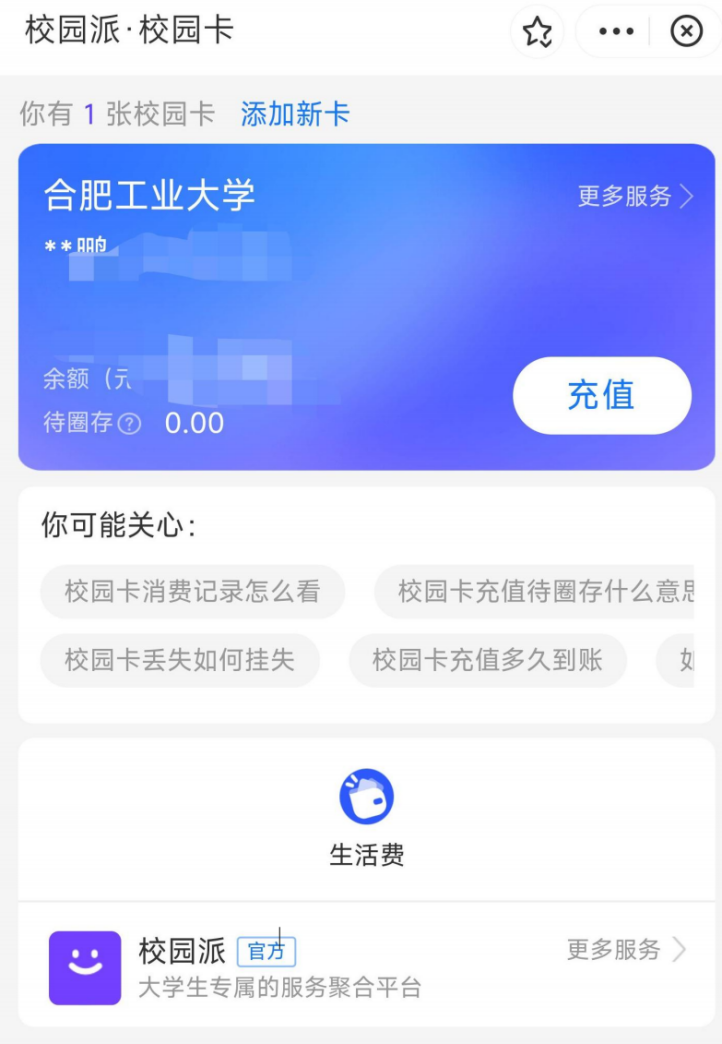 校园派·校园卡
你有 1 张校园卡 添加新卡
合肥工业大学
更多服务
余额（元
充值
待圈存 ? 0.00
你可能关心：
校园卡消费记录怎么看
校园卡充值待圈存什么意思
校园卡丢失如何挂失
校园卡充值多久到账
如
生活费
校园派 官方
更多服务
大学生专属的服务聚合平台